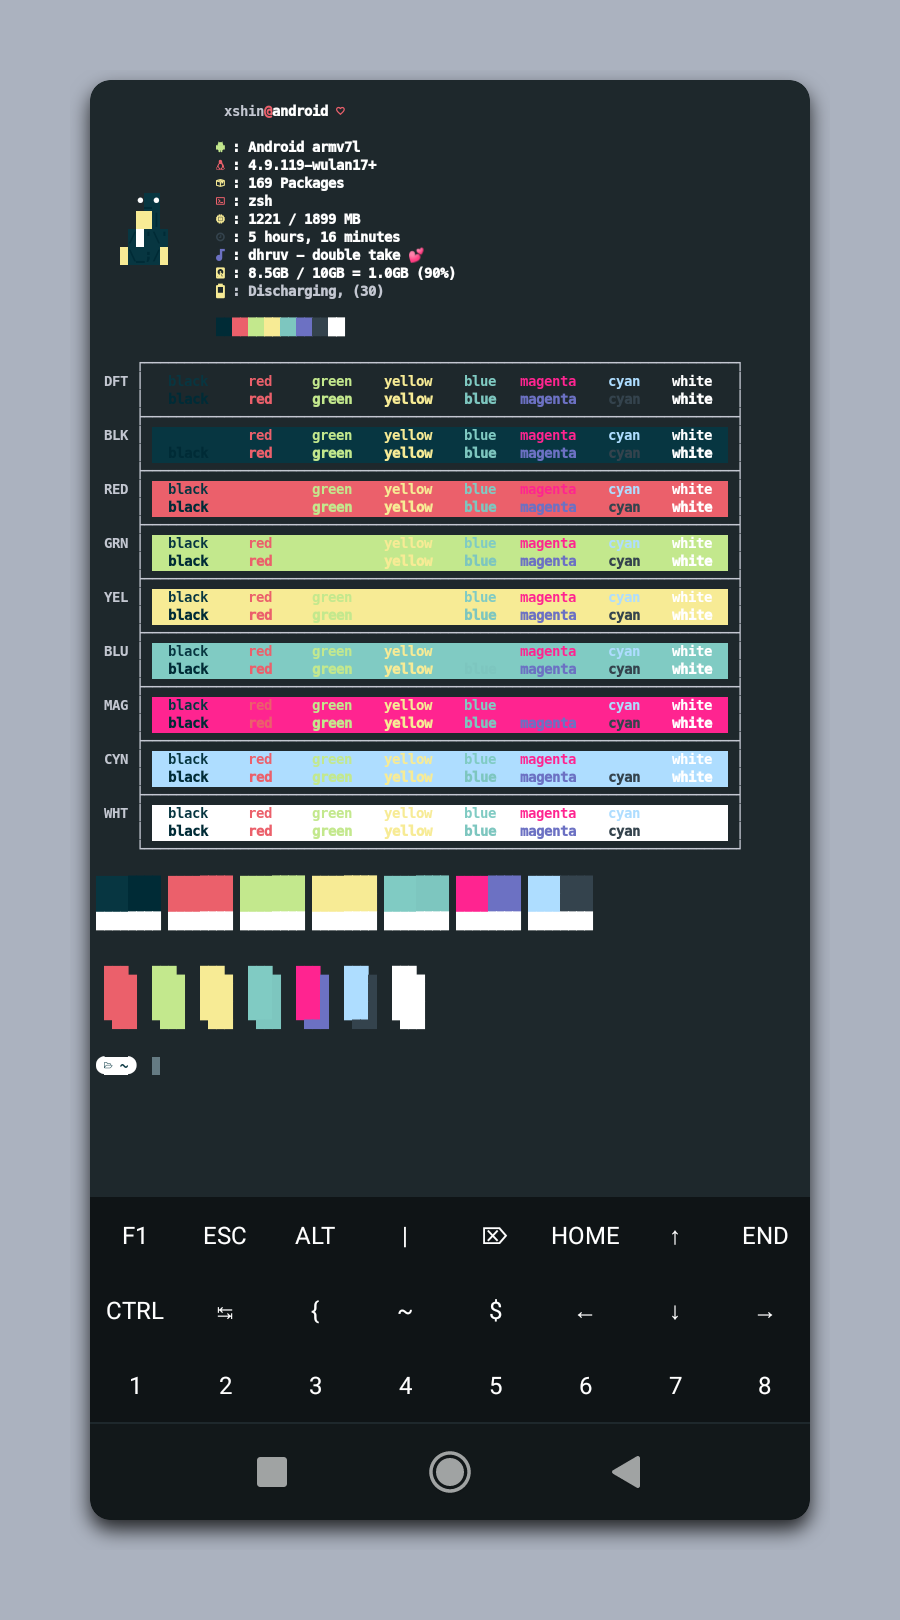 xshin@android ♡
: Android armv7l
: 4.9.119-wulan17+
: 169 Packages
: zsh
: 1221 / 1899 MB
: 5 hours, 16 minutes
: dhruv - double take 💕
: 8.5GB / 10GB = 1.0GB (90%)
: Discharging, (30)
DFT black red green yellow blue magenta cyan white
black red green yellow blue magenta cyan white
BLK red green yellow blue magenta cyan white
black red green yellow blue magenta cyan white
RED black green yellow blue magenta cyan white
black green yellow blue magenta cyan white
GRN black red yellow blue magenta cyan white
black red yellow blue magenta cyan white
YEL black red green blue magenta cyan white
black red green blue magenta cyan white
BLU black red green yellow magenta cyan white
black red green yellow blue magenta cyan white
MAG black red green yellow blue cyan white
black red green yellow blue magenta cyan white
CYN black red green yellow blue magenta white
black red green yellow blue magenta cyan white
WHT black red green yellow blue magenta cyan
black red green yellow blue magenta cyan
~
F1 ESC ALT | ⌦ HOME ↑ END
CTRL ↹ { ~ $ ← ↓ →
1 2 3 4 5 6 7 8